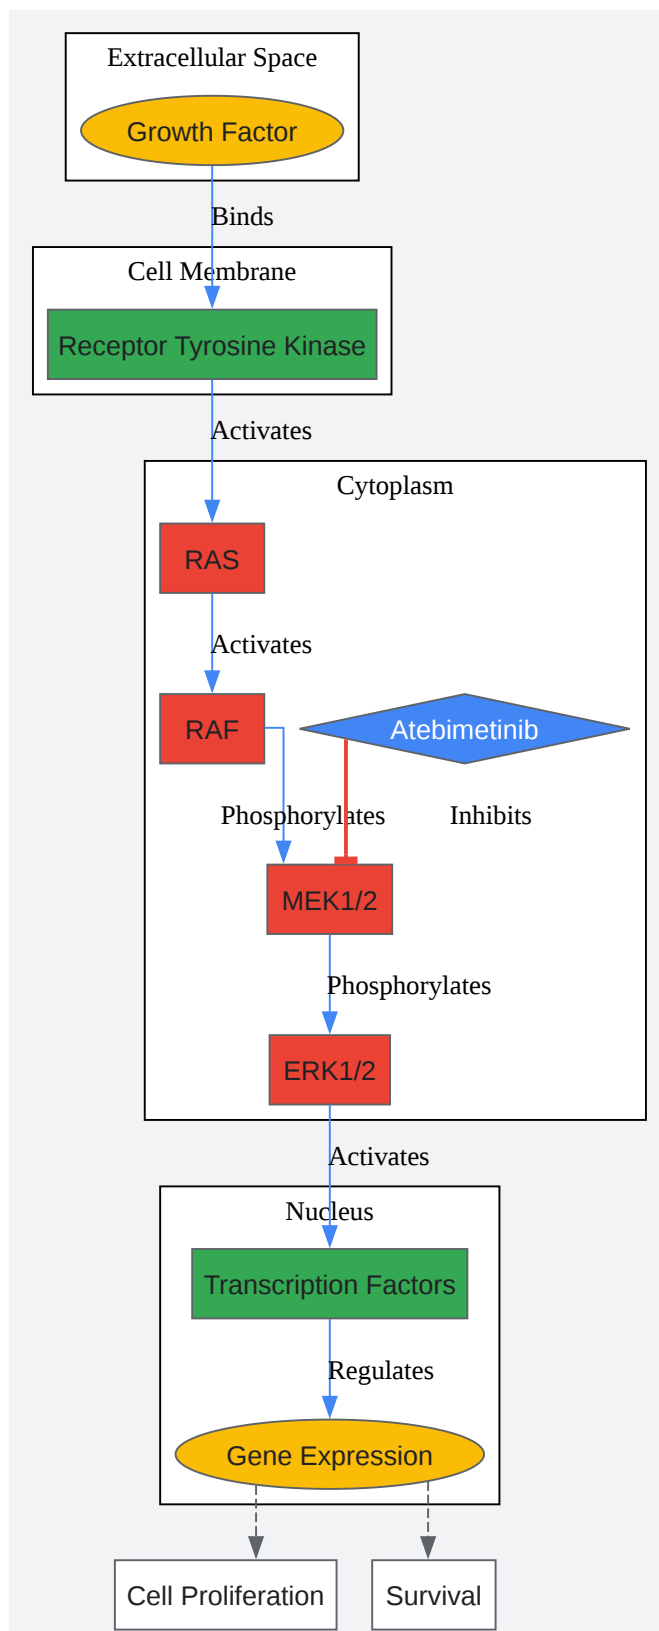 Extracellular Space
Growth Factor
Binds
Cell Membrane
Receptor Tyrosine Kinase
Activates
Cytoplasm
RAS
Activates
RAF
Atebimetinib
Phosphorylates
Inhibits
MEK1/2
Phosphorylates
ERK1/2
Activates
Nucleus
Transcription Factors
Regulates
Gene Expression
Cell Proliferation
Survival